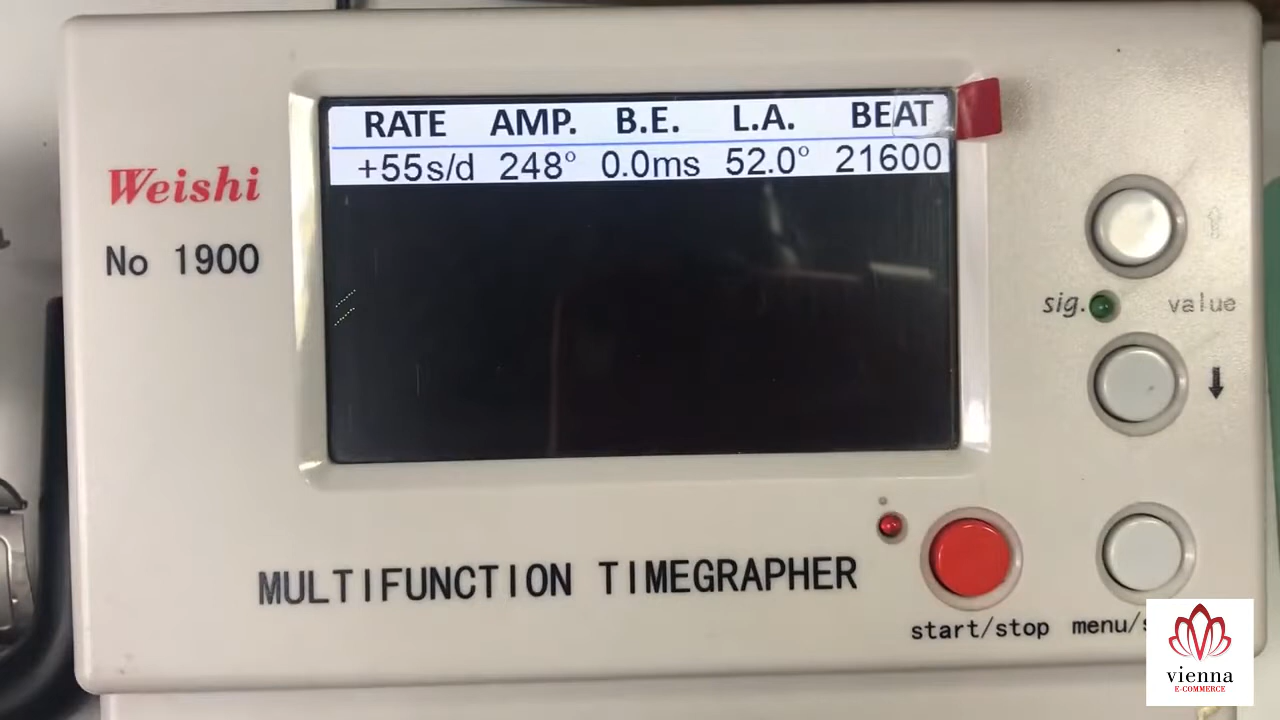 RATE AMP. B.E. L.A. BEAT
+55s/d 248° 0.0ms 52.0° 21600
Weishi
No 1900
sig.
value
MULTIFUNCTION TIMEGRAPHER
start/stop
menu/s
vienna
E-COMMERCE